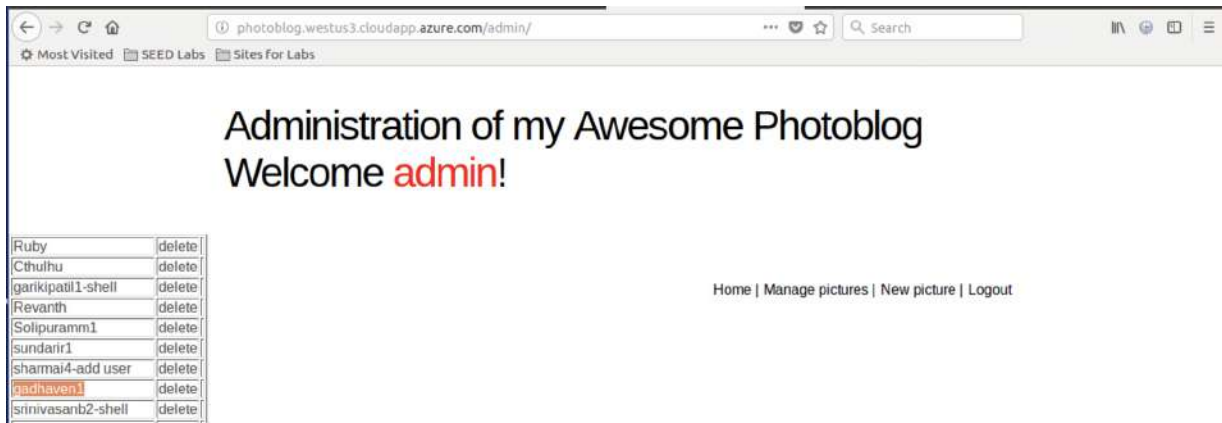 photoblog.westus3.cloudapp.azure.com/admin/
Search
Most Visited SEED Labs Sites for Labs
Administration of my Awesome Photoblog
Welcome admin!
Ruby delete
Cthulhu delete
garikipatil1-shell delete
Revanth delete
Solipuramm1 delete
sundarir1 delete
sharmai4-add user delete
gadhaven1 delete
srinivasanb2-shell delete
Home | Manage pictures | New picture | Logout